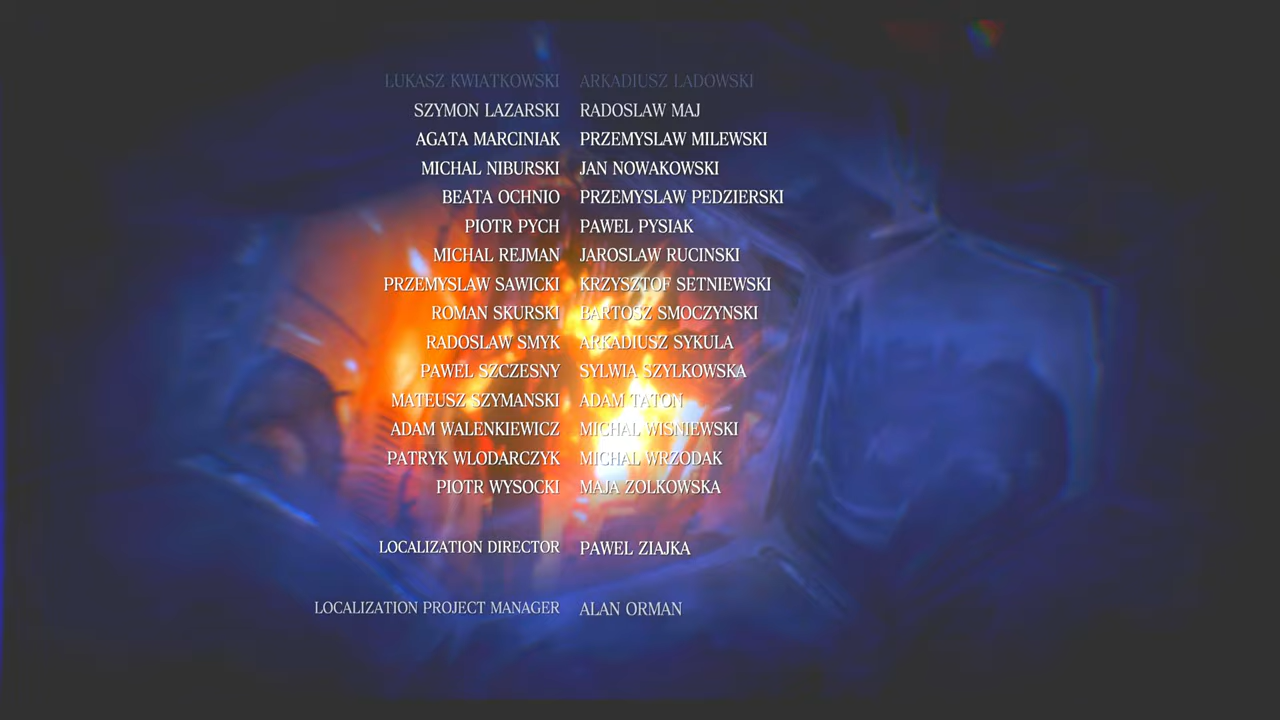 LUKASZ KWIATKOWSKI ARKADIUSZ LADOWSKI
SZYMON LAZARSKI RADOSLAW MAJ
AGATA MARCINIAK PRZEMYSLAW MILEWSKI
MICHAL NIBURSKI JAN NOWAKOWSKI
BEATA OCHNIO PRZEMYSLAW PEDZIERSKI
PIOTR PYCH PAWEL PYSIAK
MICHAL REJMAN JAROSLAW RUCINSKI
PRZEMYSLAW SAWICKI KRZYSZTOF SETNIEWSKI
ROMAN SKURSKI BARTOSZ SMOCZYNSKI
RADOSLAW SMYK ARKADIUSZ SYKULA
PAWEL SZCZESNY SYLWIA SZYLKOWSKA
MATEUSZ SZYMANSKI ADAM TATON
ADAM WALENKIEWICZ MICHAL WISNIEWSKI
PATRYK WLODARCZYK MICHAL WRZODAK
PIOTR WYSOCKI MAJA ZOLKOWSKA
LOCALIZATION DIRECTOR PAWEL ZIAJKA
LOCALIZATION PROJECT MANAGER ALAN ORMAN